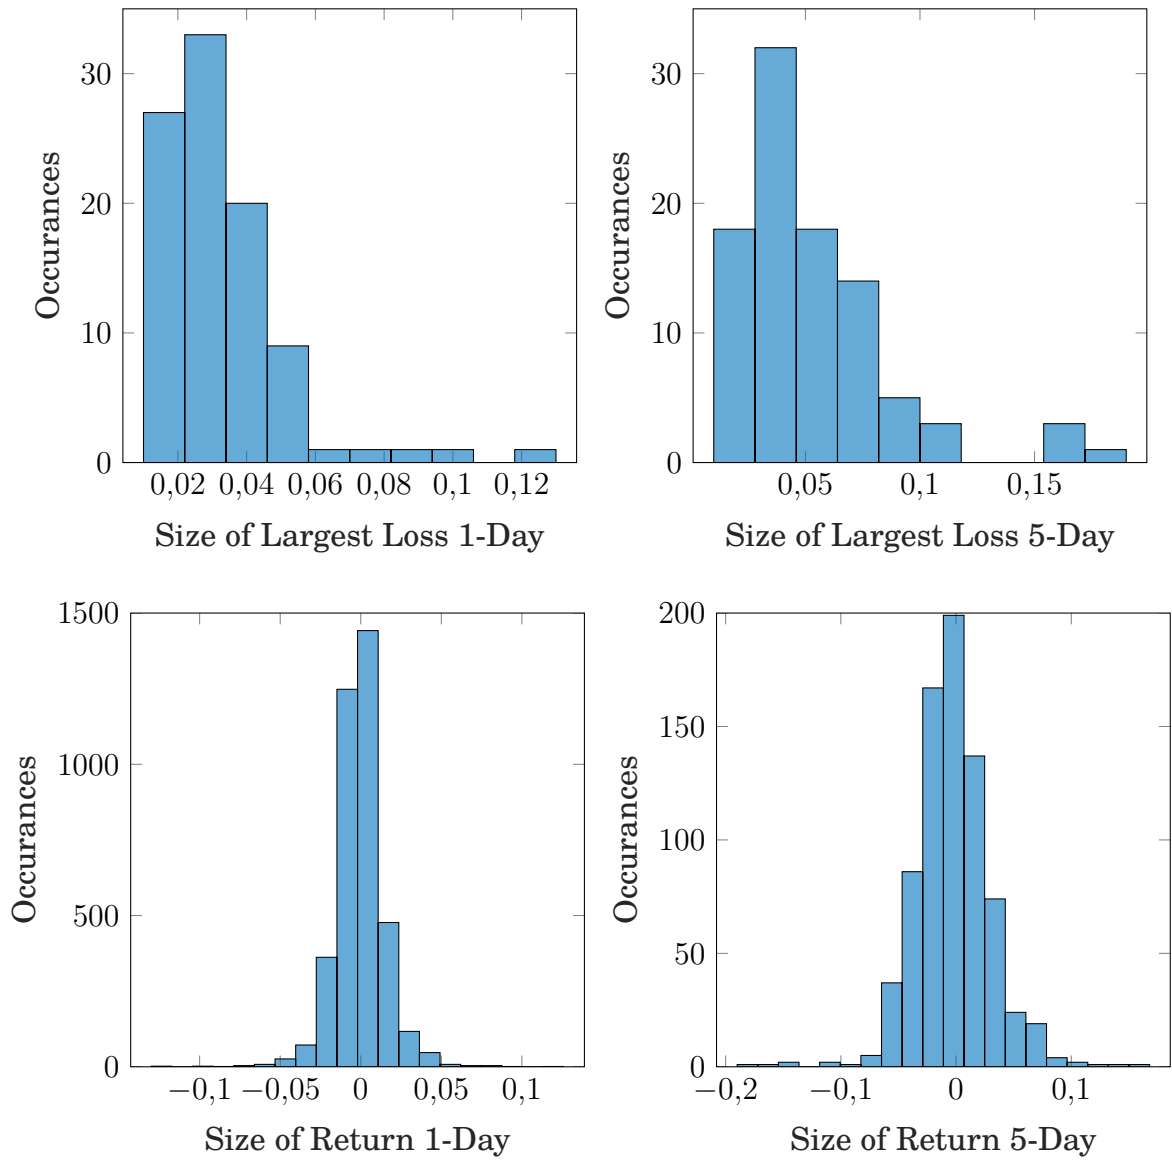 30
20
10
0
Occurances
0,02 0,04 0,06 0,08 0,1 0,12
Size of Largest Loss 1-Day
30
20
10
0
Occurances
0,05 0,1 0,15
Size of Largest Loss 5-Day
1500
1000
500
0
Occurances
−0,1 −0,05 0 0,05 0,1
Size of Return 1-Day
200
150
100
50
0
Occurances
−0,2 −0,1 0 0,1
Size of Return 5-Day